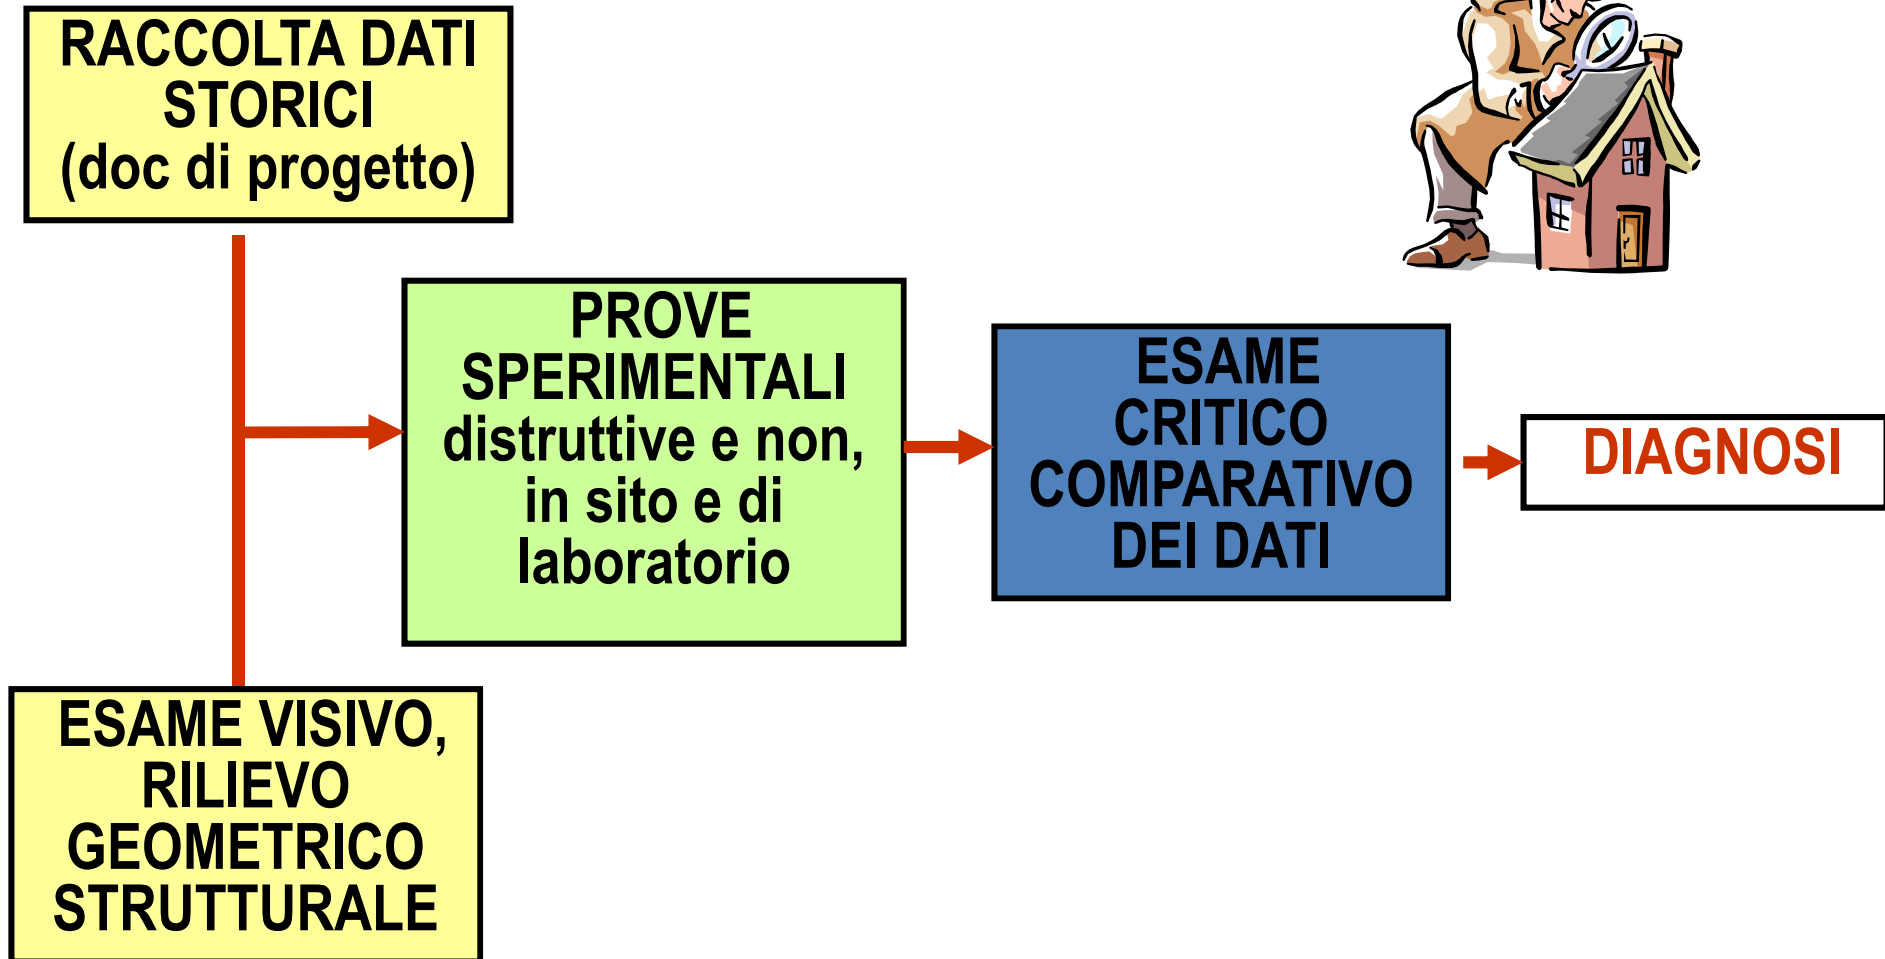 RACCOLTA DATI
STORICI
(doc di progetto)
PROVE
SPERIMENTALI
distruttive e non,
in sito e di
laboratorio
ESAME
CRITICO
COMPARATIVO
DEI DATI
DIAGNOSI
ESAME VISIVO,
RILIEVO
GEOMETRICO
STRUTTURALE